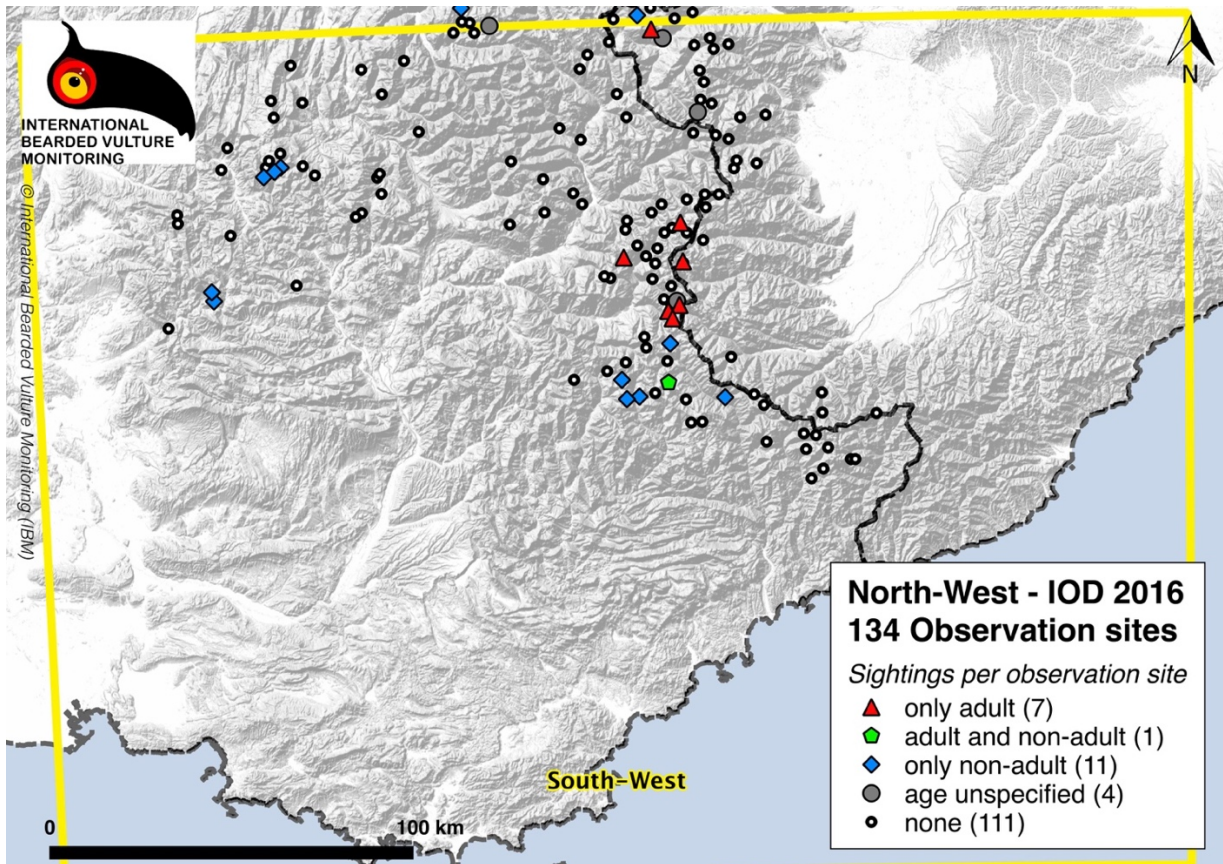 N
INTERNATIONAL
BEARDED VULTURE
MONITORING
© International Bearded Vulture Monitoring (IBM)
South-West
0
100 km
North-West - IOD 2016
134 Observation sites
Sightings per observation site
only adult (7)
adult and non-adult (1)
only non-adult (11)
age unspecified (4)
none (111)